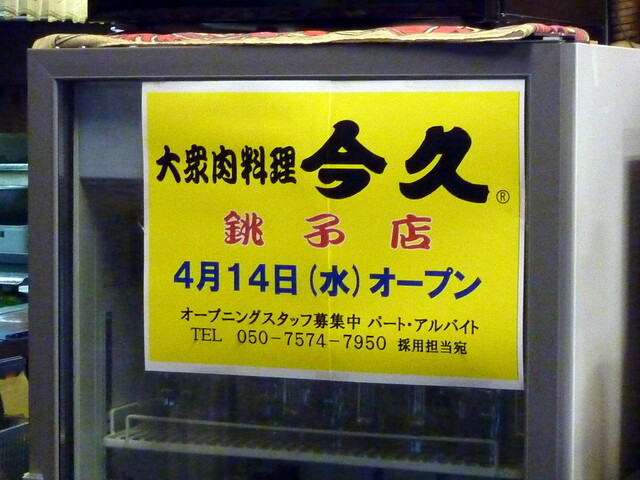 大衆肉料理 今久®
銚子店
4月14日(水)オープン
オープニングスタッフ募集中 パート・アルバイト
TEL 050-7574-7950 採用担当宛